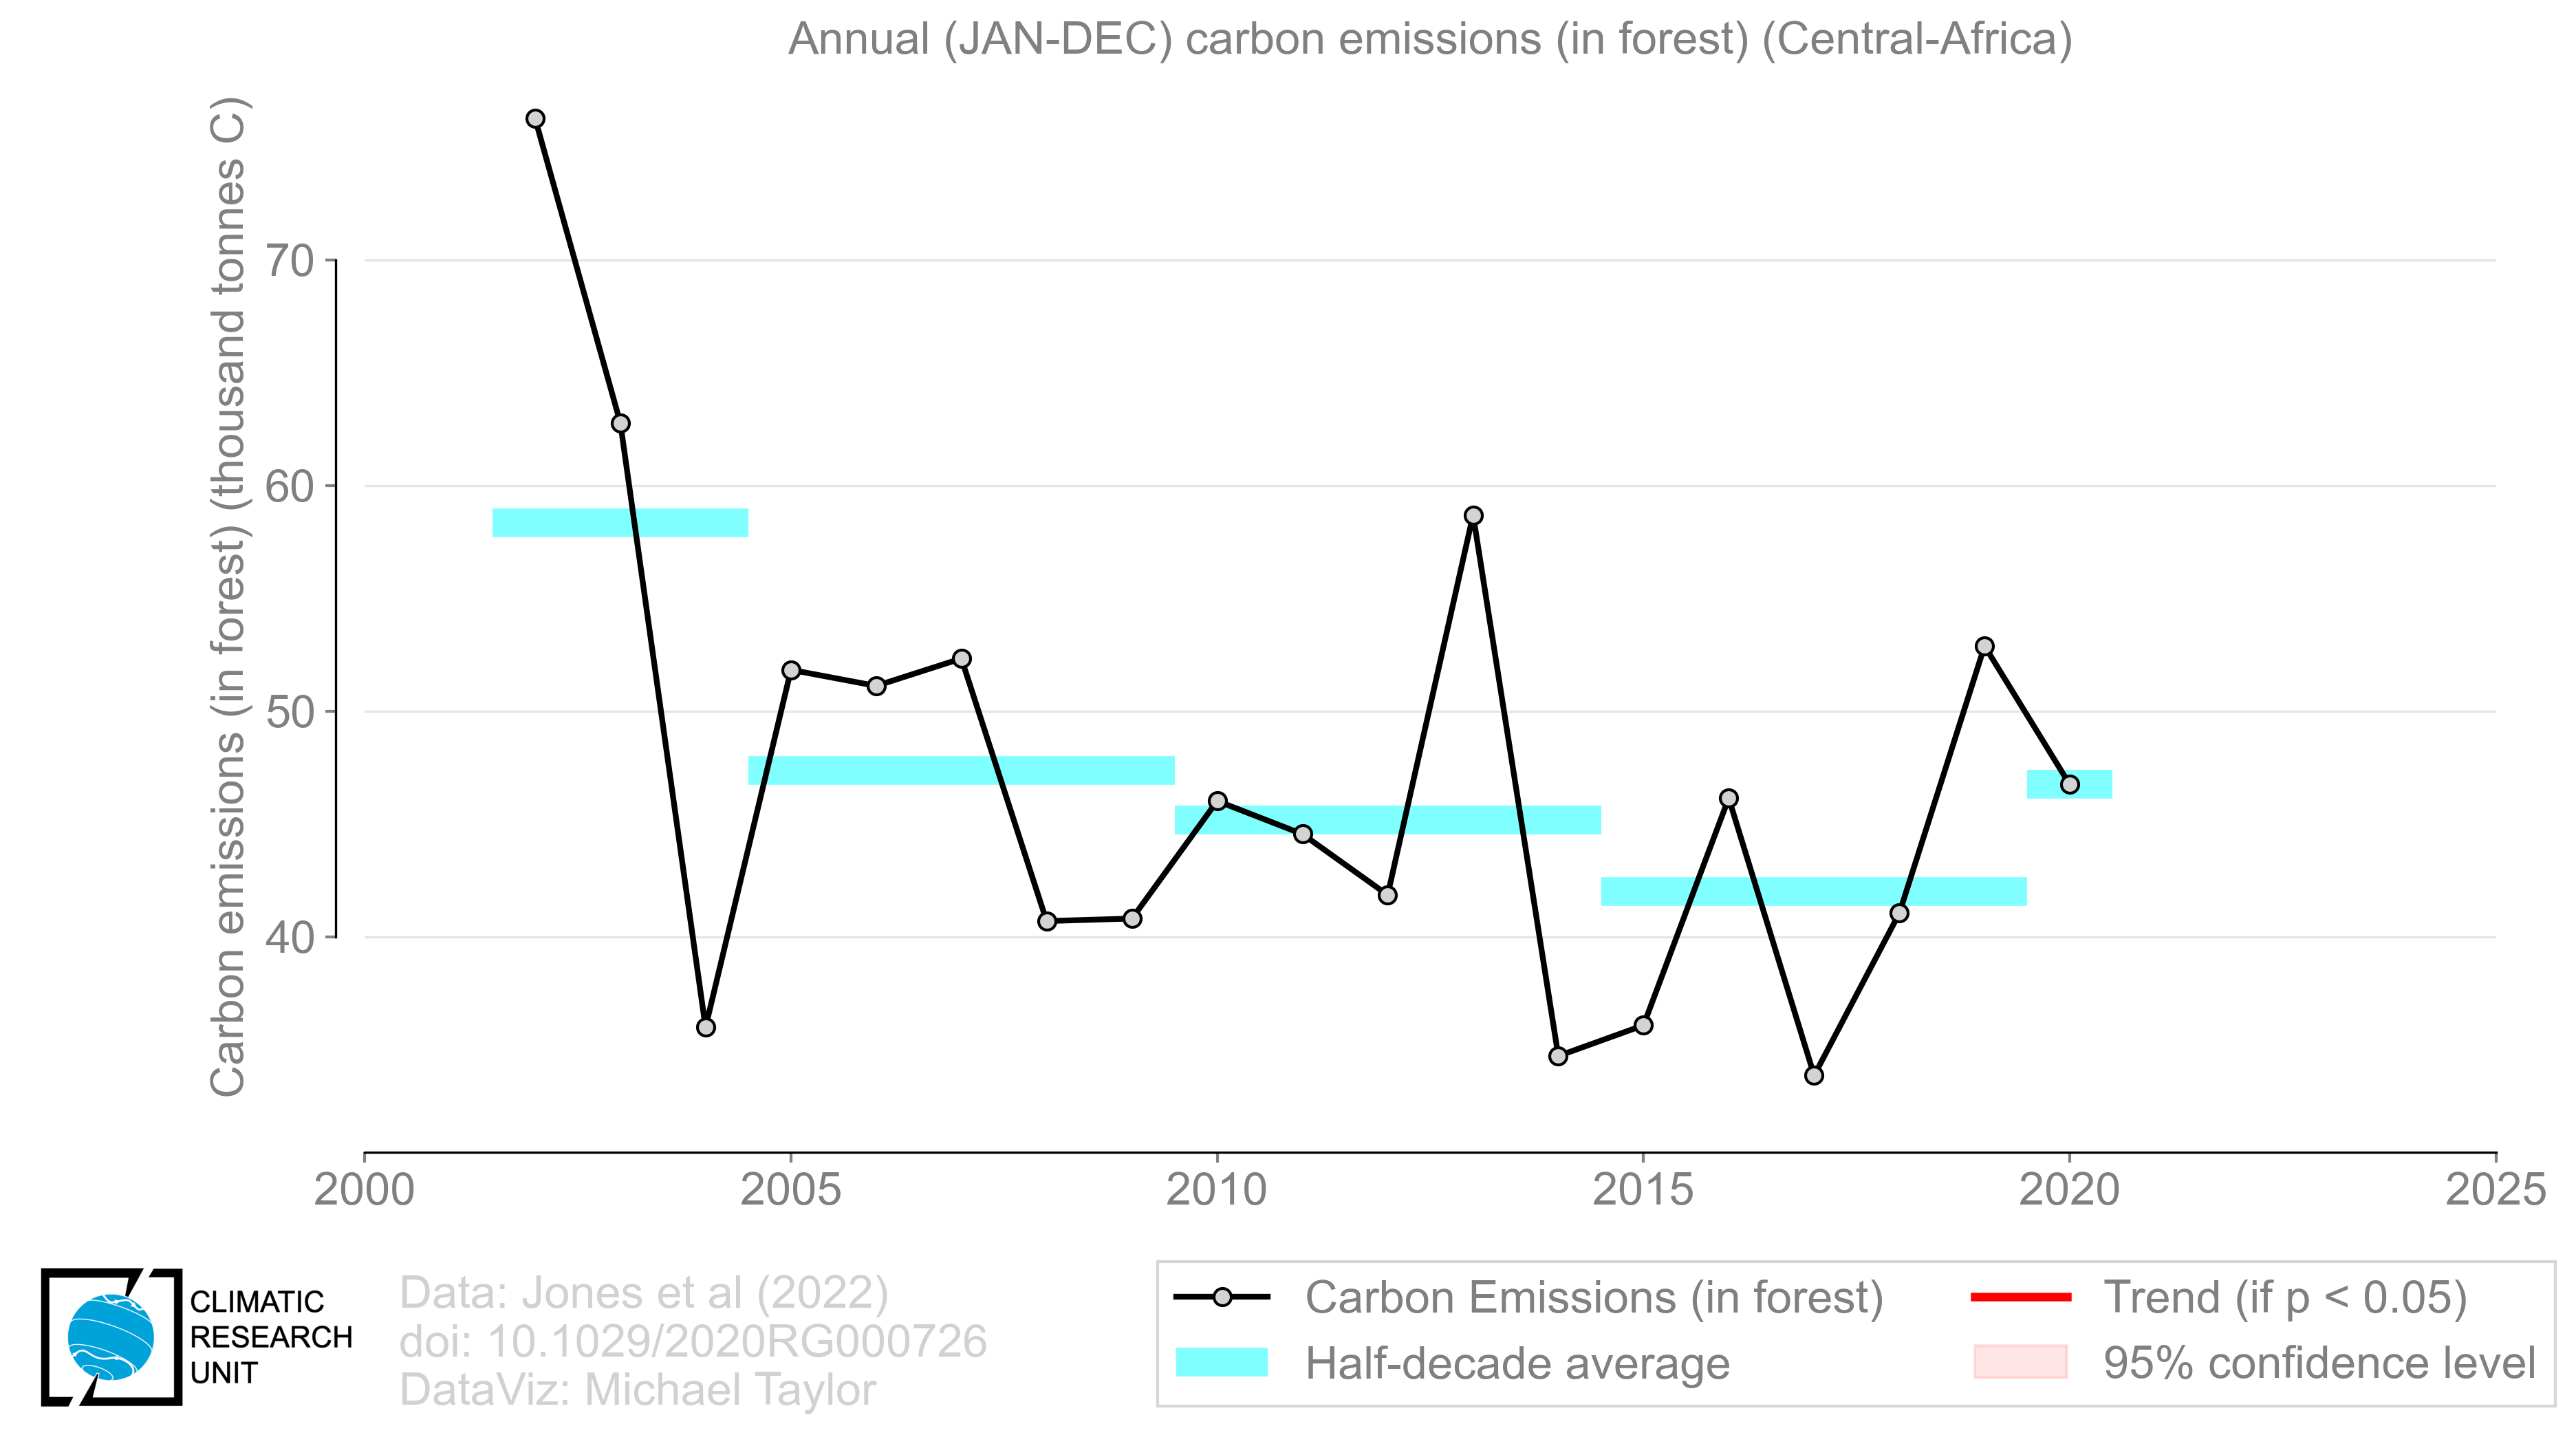 Annual (JAN-DEC) carbon emissions (in forest) (Central-Africa)
Carbon emissions (in forest) (thousand tonnes C)
70
60
50
40
2000
2005
2010
2015
2020
2025
CLIMATIC
RESEARCH
UNIT
Data: Jones et al (2022)
doi: 10.1029/2020RG000726
DataViz: Michael Taylor
Carbon Emissions (in forest)
Half-decade average
Trend (if p < 0.05)
95% confidence level